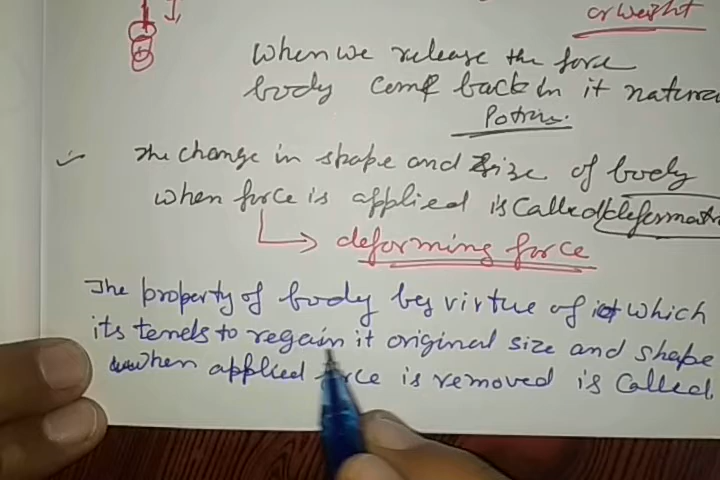 or weight
When we release the force
body come back in it natural
Potion.
The change in shape and size of body
when force is applied is called deformati
deforming force
The property of body by virtue of it which
its tends to regain it original size and shape
when applied force is removed is called